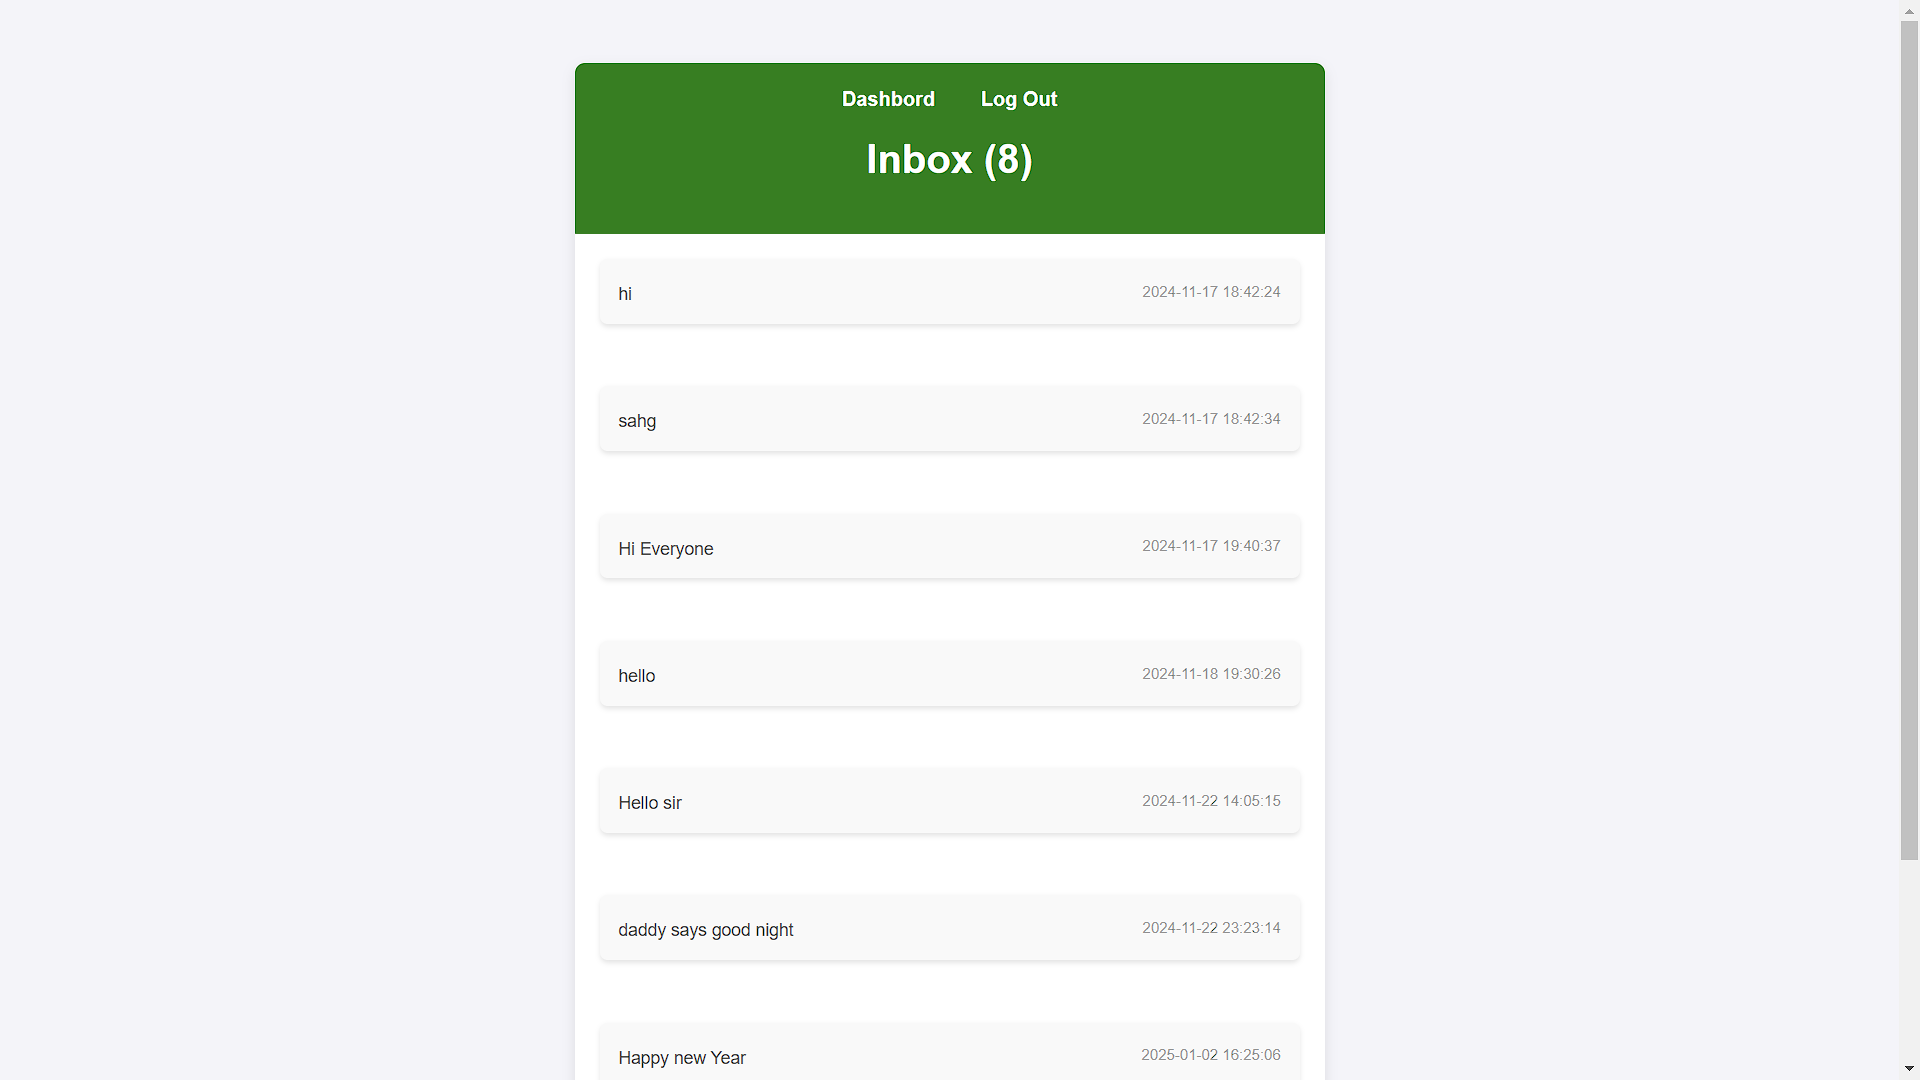 Dashbord Log Out
Inbox (8)
hi 2024-11-17 18:42:24
sahg 2024-11-17 18:42:34
Hi Everyone 2024-11-17 19:40:37
hello 2024-11-18 19:30:26
Hello sir 2024-11-22 14:05:15
daddy says good night 2024-11-22 23:23:14
Happy new Year 2025-01-02 16:25:06